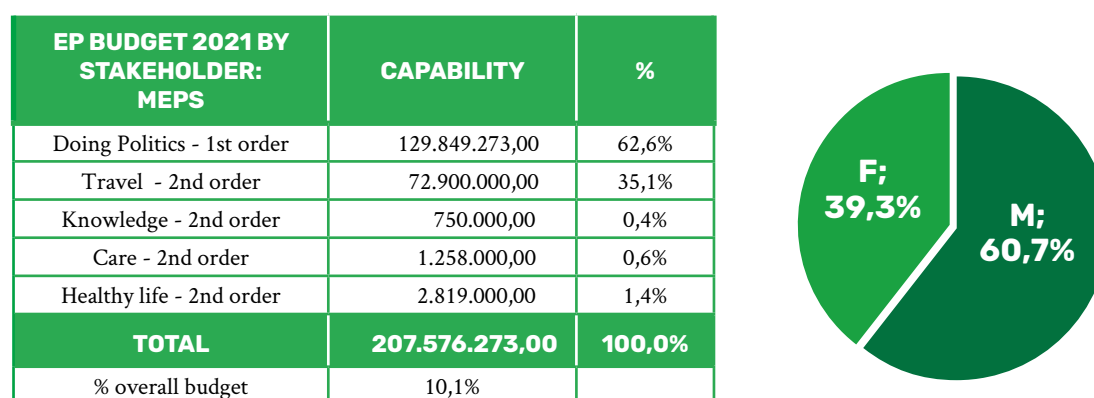 EP BUDGET 2021 BY
STAKEHOLDER:
MEPS
CAPABILITY
%
Doing Politics - 1st order 129.849.273,00 62,6%
Travel - 2nd order 72.900.000,00 35,1%
Knowledge - 2nd order 750.000,00 0,4%
Care - 2nd order 1.258.000,00 0,6%
Healthy life - 2nd order 2.819.000,00 1,4%
TOTAL 207.576.273,00 100,0%
% overall budget 10,1%
F;
39,3%
M;
60,7%